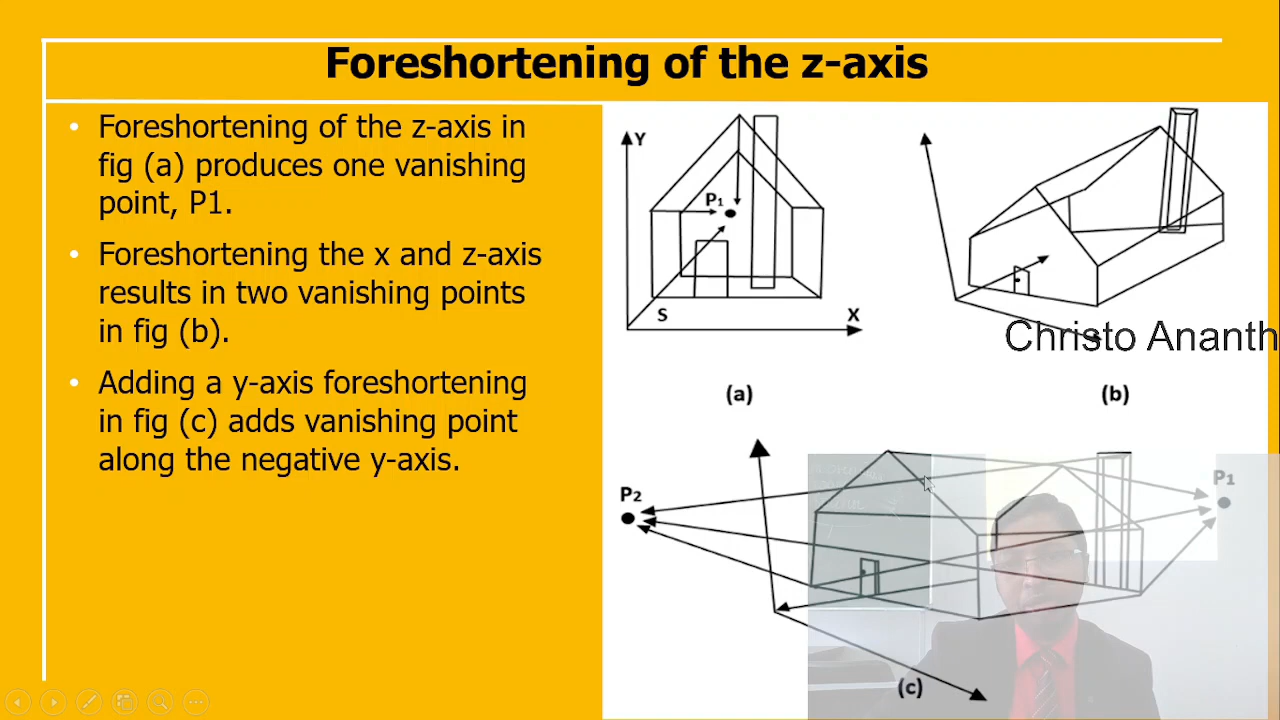 Foreshortening of the z-axis
• Foreshortening of the z-axis in
fig (a) produces one vanishing
point, P1.
• Foreshortening the x and z-axis
results in two vanishing points
in fig (b).
• Adding a y-axis foreshortening
in fig (c) adds vanishing point
along the negative y-axis.
Y
P1
S
X
(a)
Christo Ananth
(b)
P2
P1
(c)